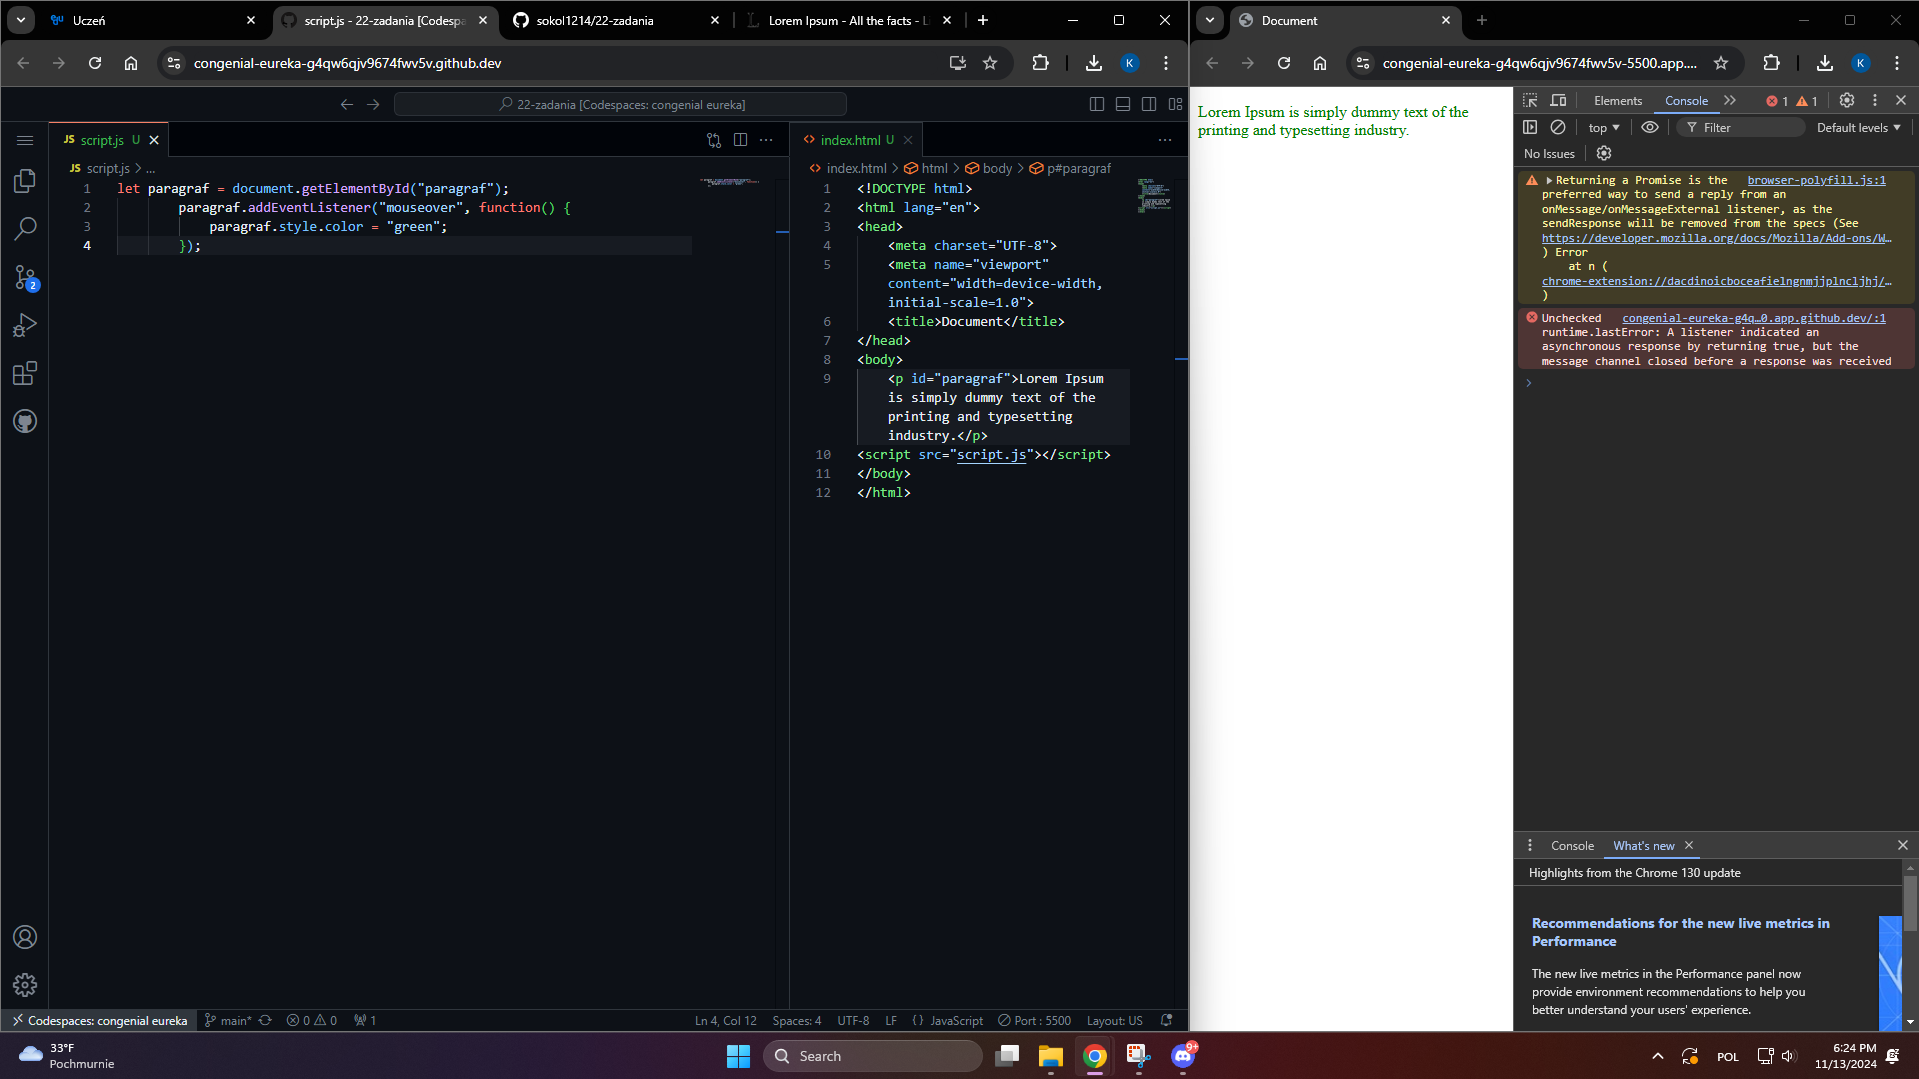 Uczeń
script.js - 22-zadania [Codespa
sokol1214/22-zadania
Lorem Ipsum - All the facts - Li
congenial-eureka-g4qw6qjv9674fwv5v.github.dev
K
22-zadania [Codespaces: congenial eureka]
JS script.js U
JS script.js > ...
1 let paragraf = document.getElementById("paragraf");
2 paragraf.addEventListener("mouseover", function() {
3 paragraf.style.color = "green";
4 });
2
index.html U
index.html > html > body > p#paragraf
1 <!DOCTYPE html>
2 <html lang="en">
3 <head>
4 <meta charset="UTF-8">
5 <meta name="viewport"
content="width=device-width,
initial-scale=1.0">
6 <title>Document</title>
7 </head>
8 <body>
9 <p id="paragraf">Lorem Ipsum
is simply dummy text of the
printing and typesetting
industry.</p>
10 <script src="script.js"></script>
11 </body>
12 </html>
Codespaces: congenial eureka
main*
0 0
1
Ln 4, Col 12
Spaces: 4
UTF-8
LF
{ } JavaScript
Port : 5500
Layout: US
Document
congenial-eureka-g4qw6qjv9674fwv5v-5500.app....
K
Lorem Ipsum is simply dummy text of the
printing and typesetting industry.
Elements
Console
1 1
top
Filter
Default levels
No Issues
Returning a Promise is the browser-polyfill.js:1
preferred way to send a reply from an
onMessage/onMessageExternal listener, as the
sendResponse will be removed from the specs (See
https://developer.mozilla.org/docs/Mozilla/Add-ons/W…
) Error
at n (
chrome-extension://dacdinoicboceafielngnmjjplncljhj/…
)
Unchecked congenial-eureka-g4q…0.app.github.dev/:1
runtime.lastError: A listener indicated an
asynchronous response by returning true, but the
message channel closed before a response was received
Console
What's new
Highlights from the Chrome 130 update
Recommendations for the new live metrics in
Performance
The new live metrics in the Performance panel now
provide environment recommendations to help you
better understand your users' experience.
33°F
Pochmurnie
Search
9+
POL
6:24 PM
11/13/2024